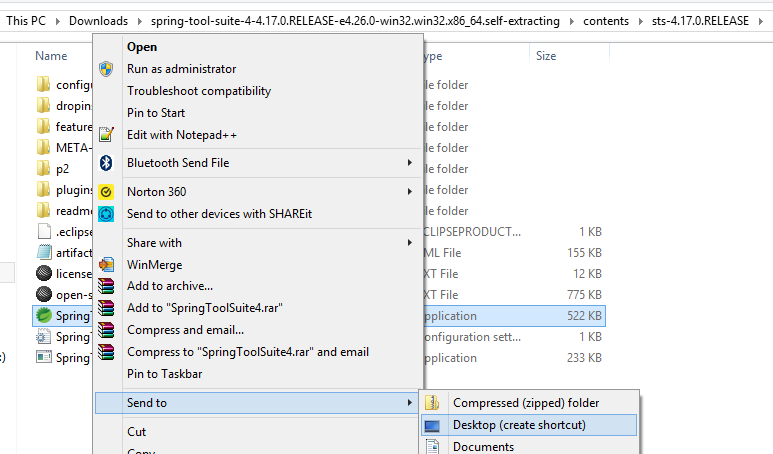 This PC > Downloads > spring-tool-suite-4-4.17.0.RELEASE-e4.26.0-win32.win32.x86_64.self-extracting > contents > sts-4.17.0.RELEASE >
Name ype Size
configu le folder
dropins le folder
feature le folder
META- le folder
p2 le folder
plugins le folder
readm le folder
.eclipse CLIPSEPRODUCT... 1 KB
artifact ML File 155 KB
license XT File 12 KB
open-s XT File 775 KB
SpringT pplication 522 KB
SpringT onfiguration sett... 1 KB
SpringT pplication 233 KB
:)
Open
Run as administrator
Troubleshoot compatibility
Pin to Start
Edit with Notepad++
Bluetooth Send File
Norton 360
Send to other devices with SHAREit
Share with
WinMerge
Add to archive...
Add to "SpringToolSuite4.rar"
Compress and email...
Compress to "SpringToolSuite4.rar" and email
Pin to Taskbar
Send to
Cut
Copy
Compressed (zipped) folder
Desktop (create shortcut)
Documents